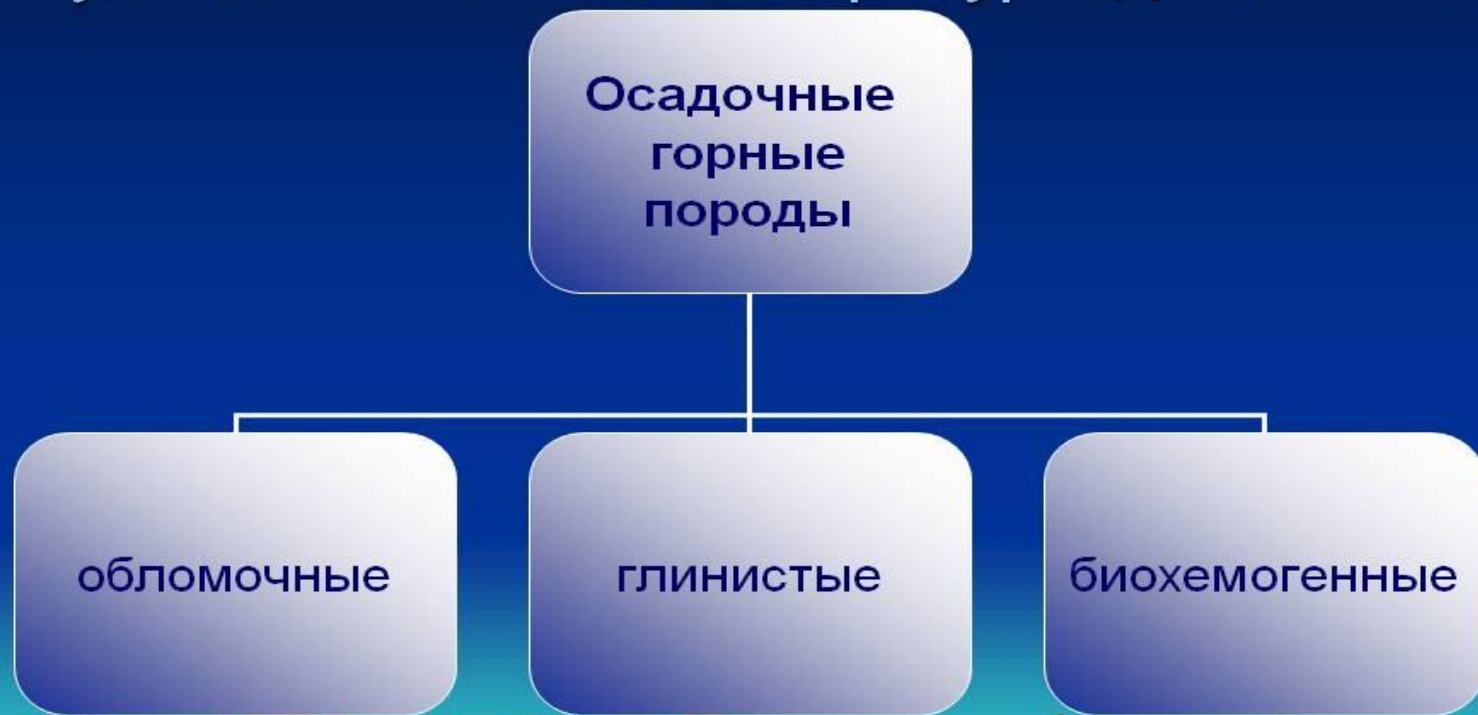 Осадочные
горные
породы
обломочные
глинистые
биохемогенные